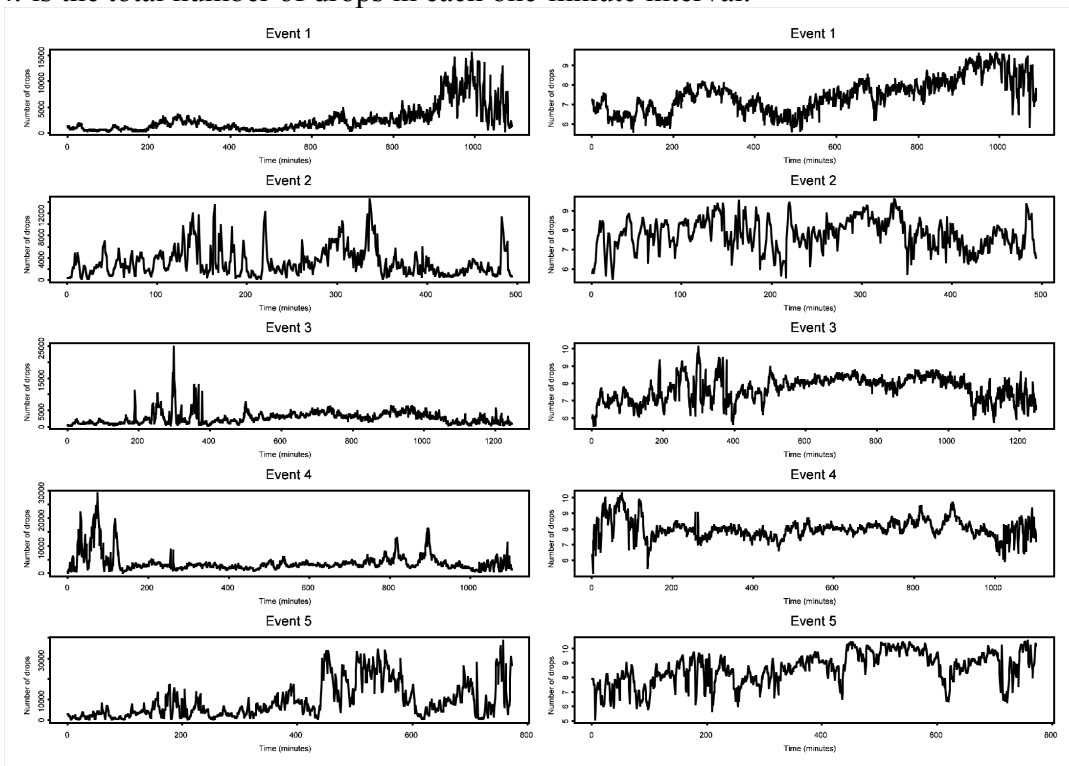 is the total number of drops in each one-minute interval.
Event 1
Number of drops
0 5000 10000 15000
0 200 400 600 800 1000
Time (minutes)
Event 1
Number of drops
6 7 8 9
0 200 400 600 800 1000
Time (minutes)
Event 2
Number of drops
0 4000 8000 12000
0 100 200 300 400 500
Time (minutes)
Event 2
Number of drops
6 7 8 9
0 100 200 300 400 500
Time (minutes)
Event 3
Number of drops
0 5000 15000 25000
0 200 400 600 800 1000 1200
Time (minutes)
Event 3
Number of drops
6 7 8 9 10
0 200 400 600 800 1000 1200
Time (minutes)
Event 4
Number of drops
0 10000 20000 30000
0 200 400 600 800 1000
Time (minutes)
Event 4
Number of drops
6 7 8 9 10
0 200 400 600 800 1000
Time (minutes)
Event 5
Number of drops
0 10000 30000
0 200 400 600 800
Time (minutes)
Event 5
Number of drops
5 6 7 8 9 10
0 200 400 600 800
Time (minutes)